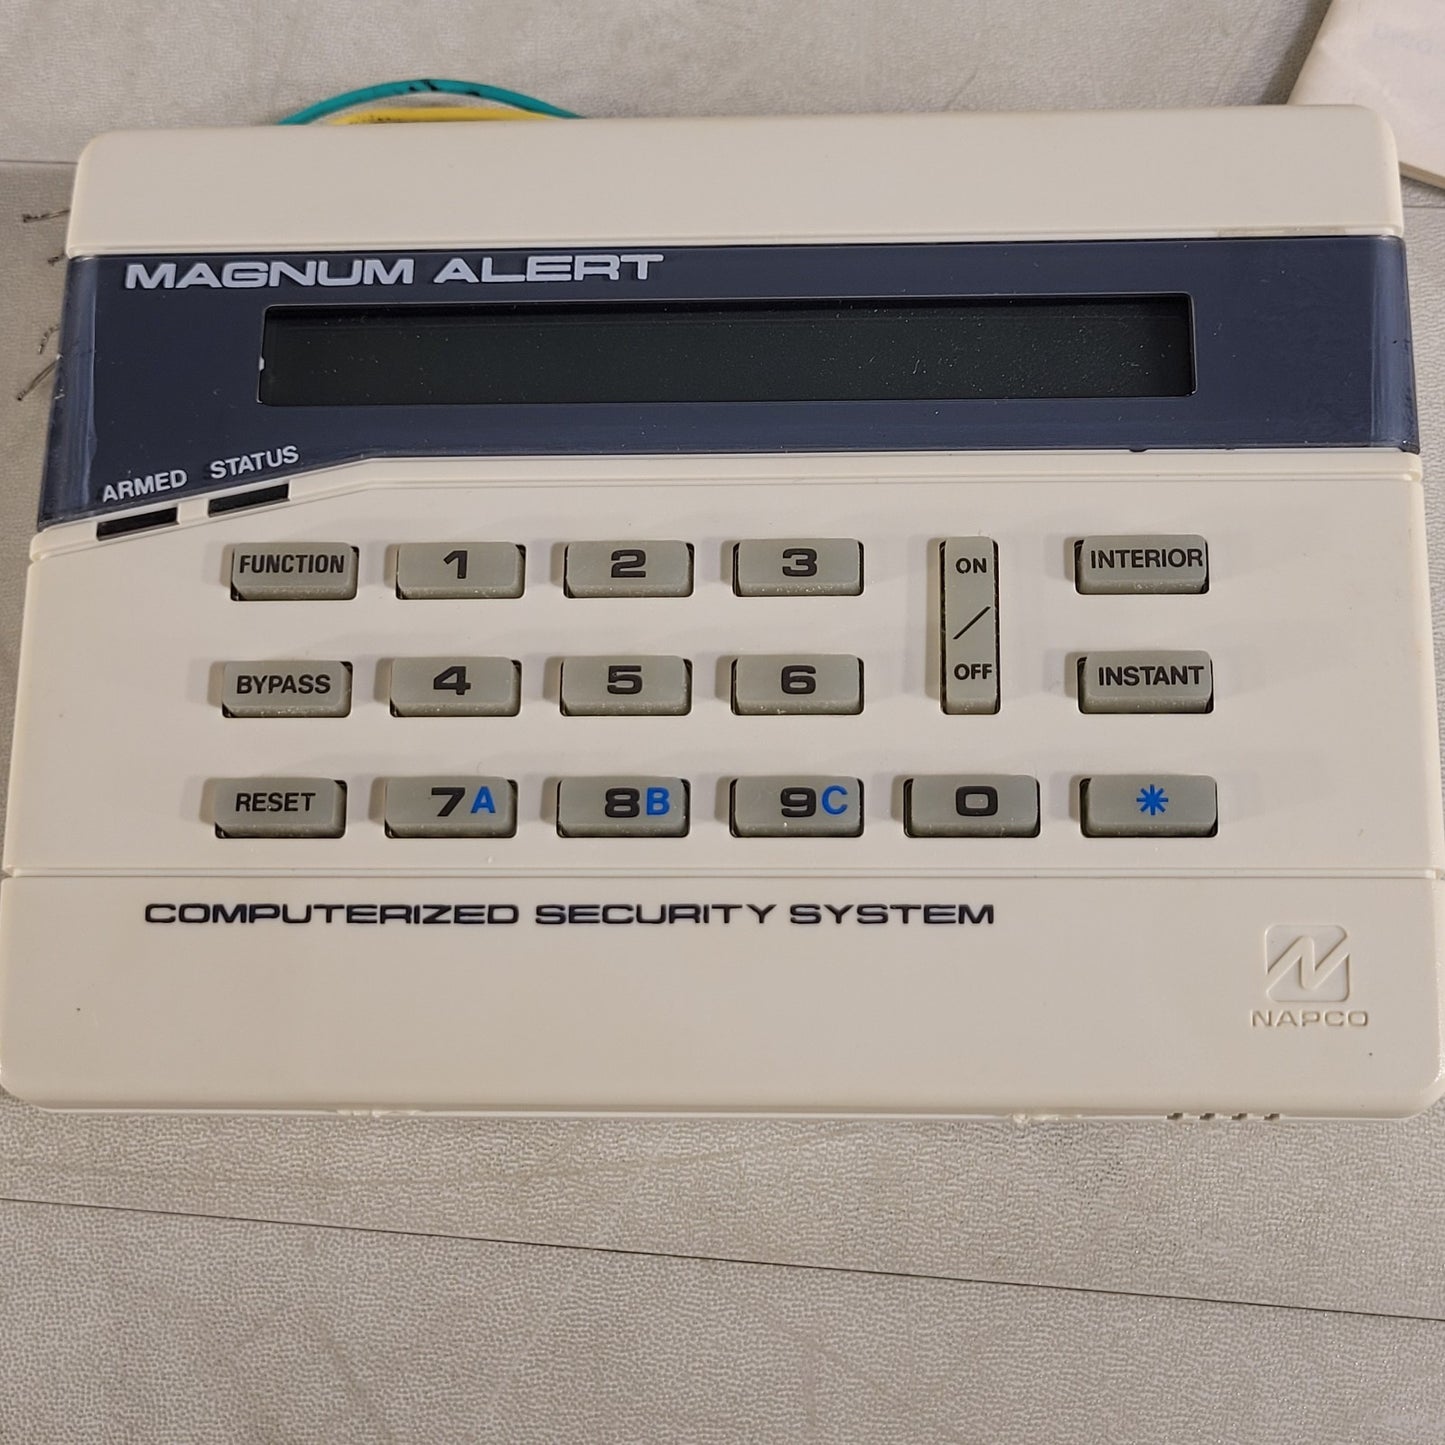 MAGNUM ALERT
ARMED STATUS
FUNCTION 1 2 3 ON / OFF INTERIOR
BYPASS 4 5 6 INSTANT
RESET 7A 8B 9C 0 *
COMPUTERIZED SECURITY SYSTEM
NAPCO